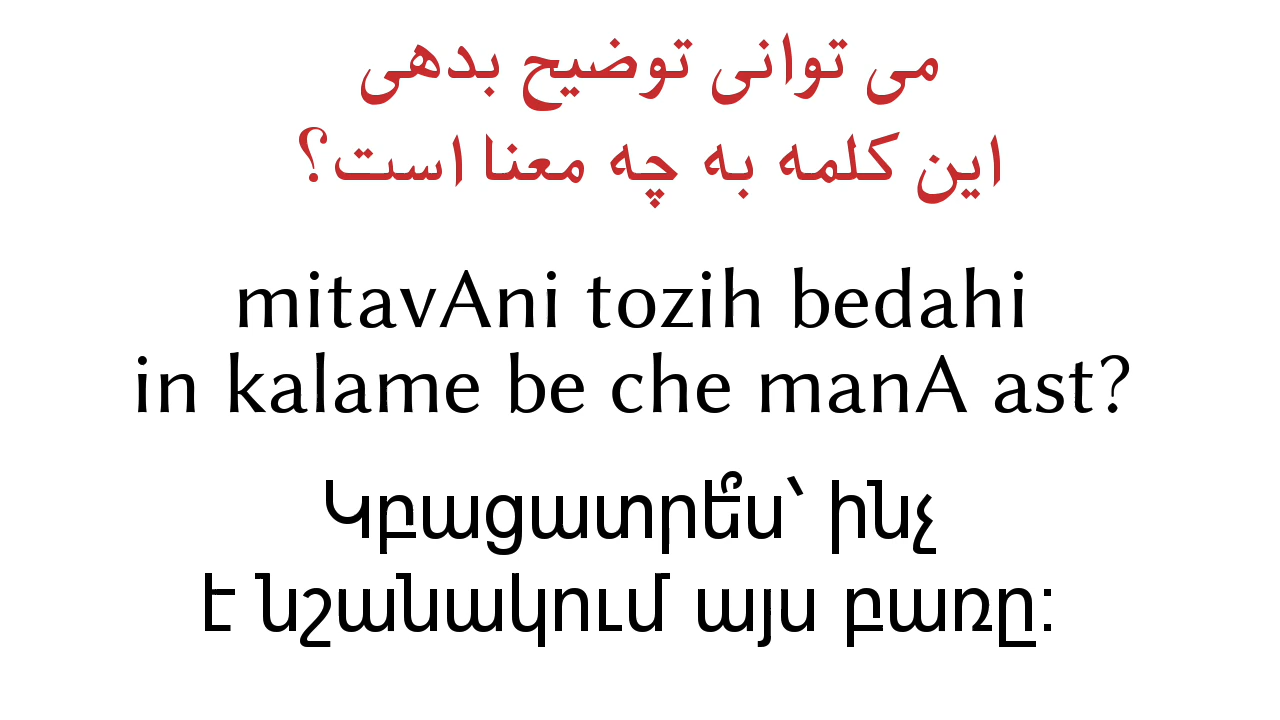 می توانی توضیح بدهی
این کلمه به چه معنا است؟
mitavAni tozih bedahi
in kalame be che manA ast?
Կբացատրե՞ս՝ ինչ
է նշանակում այս բառը։